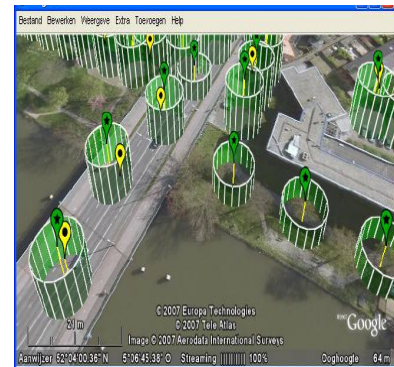 Bestand Bewerken Weergave Extra Toevoegen Help
© 2007 Europa Technologies
© 2007 Tele Atlas
21 m
Image © 2007 Aerodata International Surveys
©2007 Google™
Aanwijzer 52°04'00.36" N 5°06'45.38" O Streaming |||||||||| 100% Ooghoogte 64 m